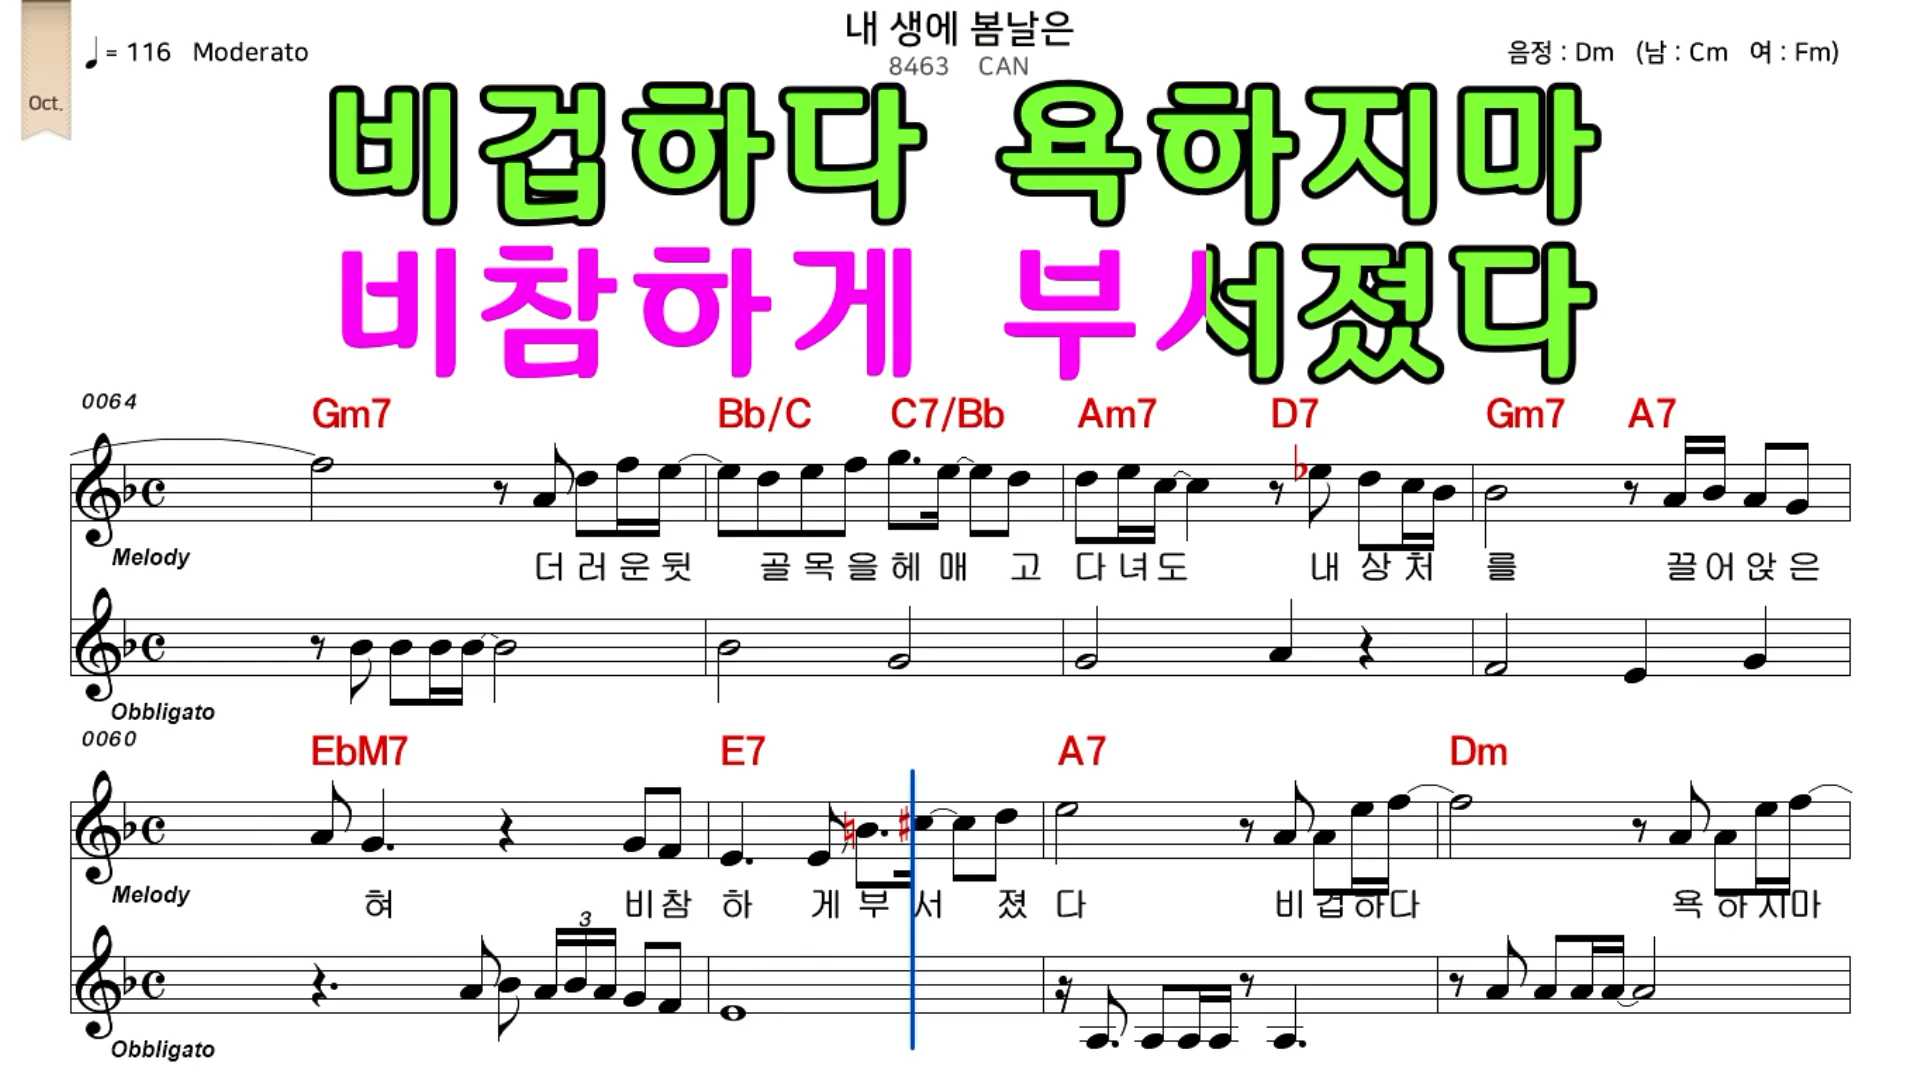 내 생에 봄날은
♩= 116 Moderato
8463 CAN
음정 : Dm (남 : Cm 여 : Fm)
Oct.
비겁하다 욕하지마
비참하게 부서졌다
0064
Gm7 Bb/C C7/Bb Am7 D7 Gm7 A7
Melody
더러운뒷 골목을헤매 고 다녀도 내상처 를 끌어앉은
Obbligato
0060
EbM7 E7 A7 Dm
Melody
혀 비참 하 게부 서 졌 다 비겁하다 욕하지마
3
Obbligato